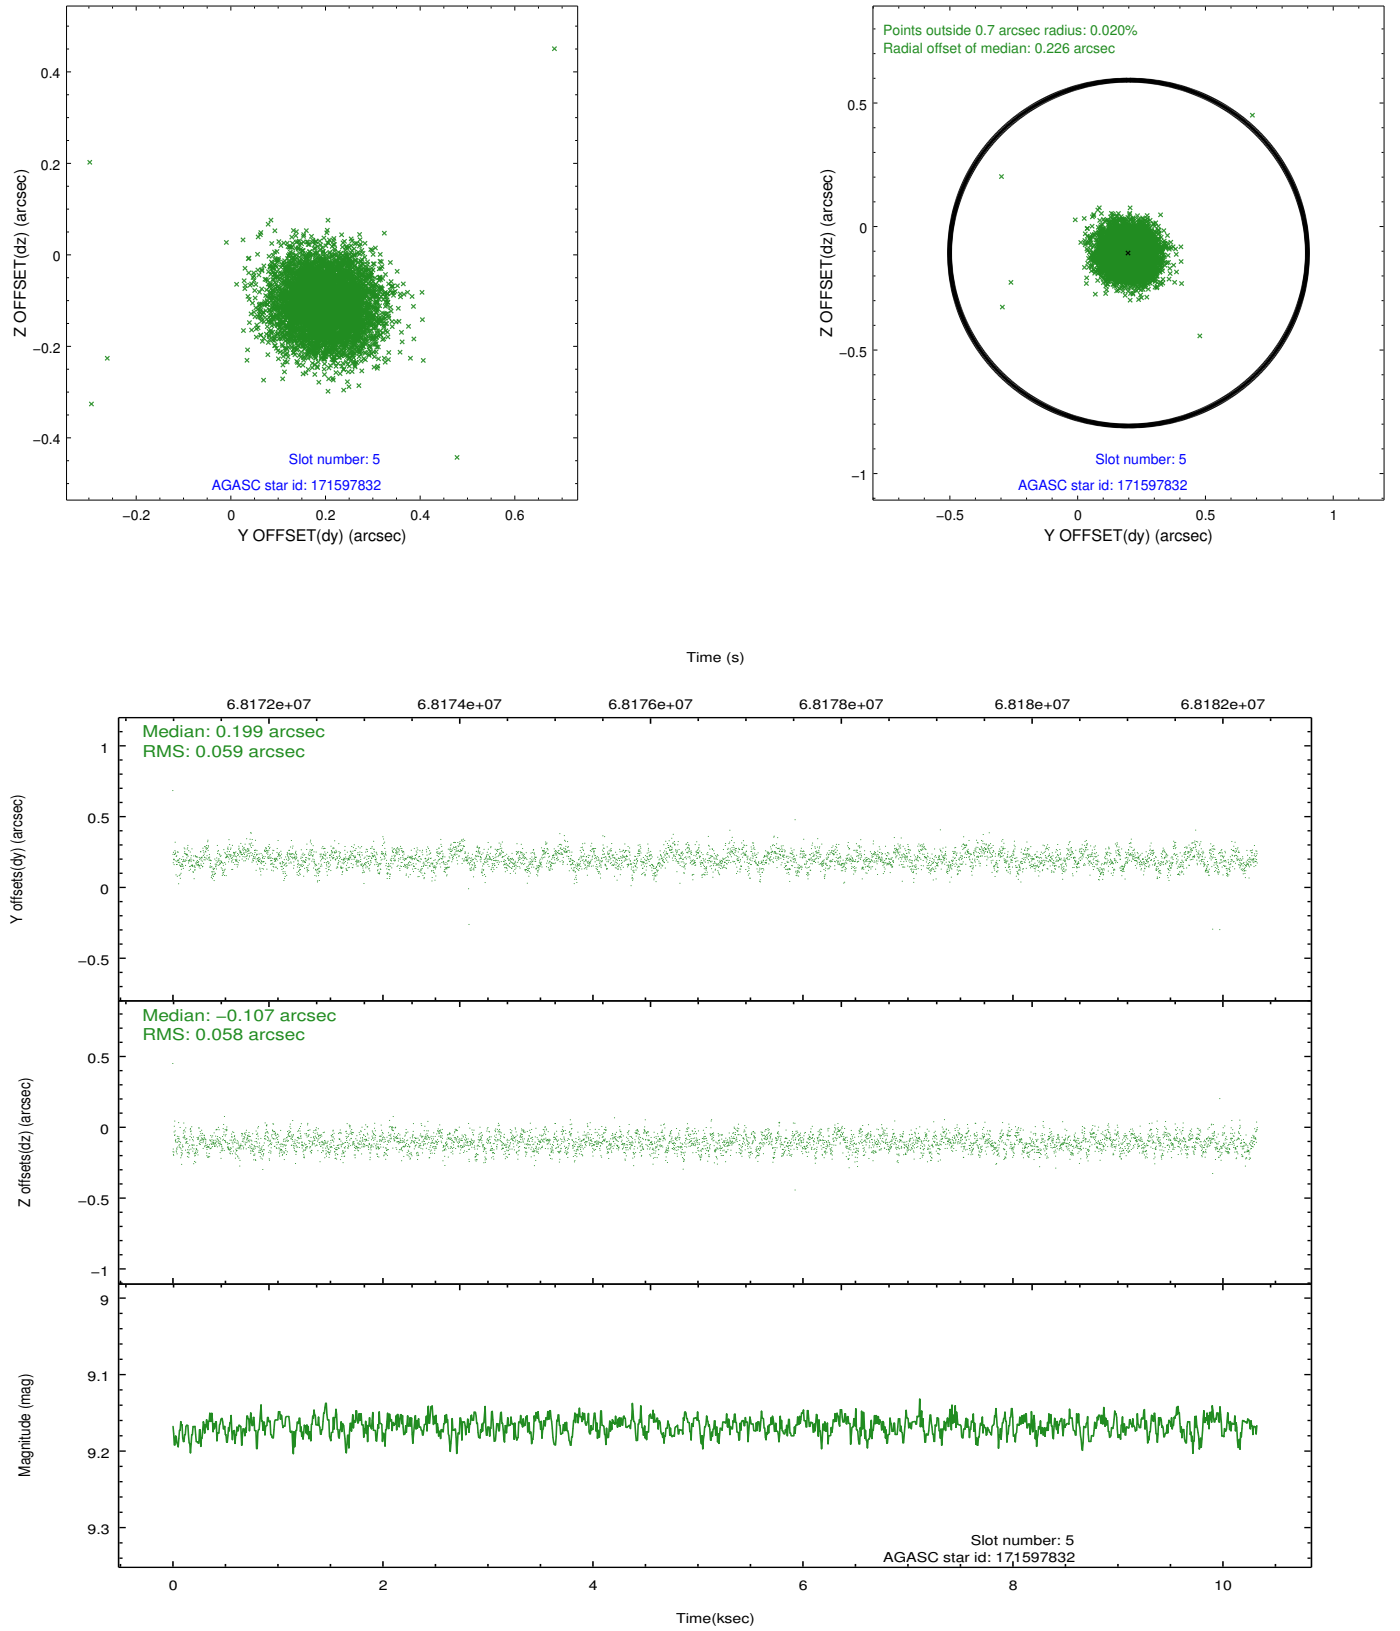 0.4
0.2
0
−0.2
−0.4
Z OFFSET(dz) (arcsec)
Slot number: 5
AGASC star id: 171597832
−0.2
0
0.2
0.4
0.6
Y OFFSET(dy) (arcsec)
Points outside 0.7 arcsec radius: 0.020%
Radial offset of median: 0.226 arcsec
0.5
0
−0.5
−1
Z OFFSET(dz) (arcsec)
Slot number: 5
AGASC star id: 171597832
−0.5
0
0.5
1
Y OFFSET(dy) (arcsec)
Time (s)
6.8172e+07
6.8174e+07
6.8176e+07
6.8178e+07
6.818e+07
6.8182e+07
Median: 0.199 arcsec
RMS: 0.059 arcsec
1
0.5
0
−0.5
Y offsets(dy) (arcsec)
Median: −0.107 arcsec
RMS: 0.058 arcsec
0.5
0
−0.5
−1
Z offsets(dz) (arcsec)
9
9.1
9.2
9.3
Magnitude (mag)
Slot number: 5
AGASC star id: 171597832
0
2
4
6
8
10
Time(ksec)